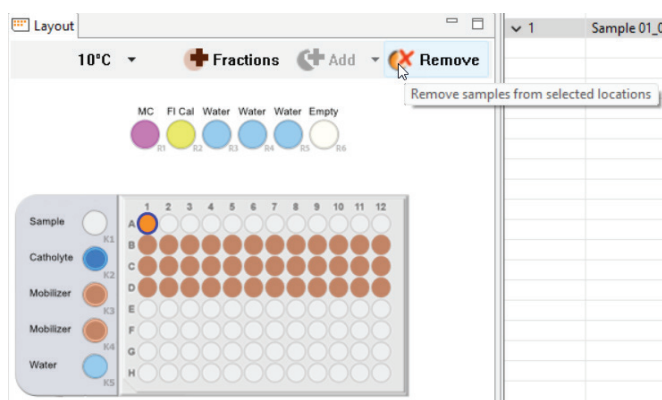 Layout
1 Sample 01_0
10°C Fractions Add Remove
Remove samples from selected locations
MC FI Cal Water Water Water Empty
R1 R2 R3 R4 R5 R6
1 2 3 4 5 6 7 8 9 10 11 12
Sample
K1
A
B
Catholyte
K2
C
D
Mobilizer
K3
E
F
Mobilizer
K4
G
Water
K5
H